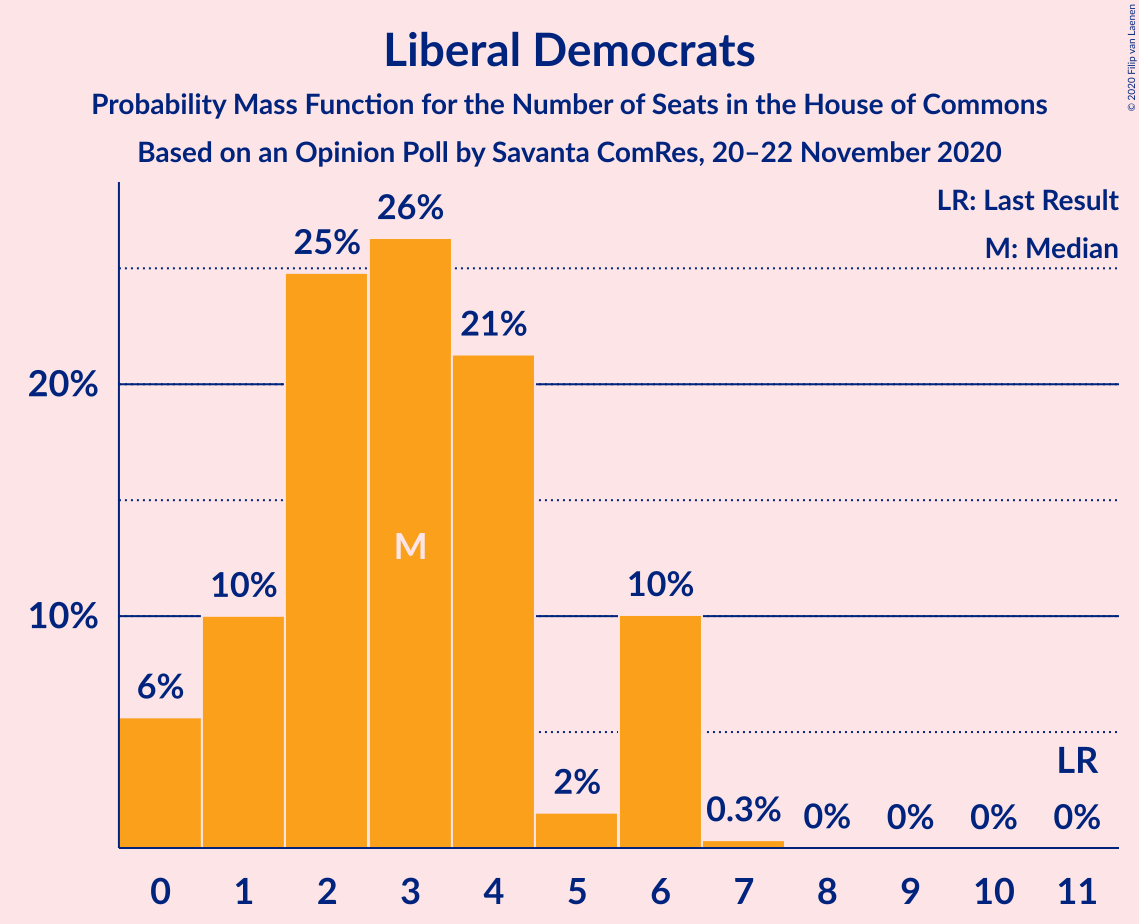 Liberal Democrats
Probability Mass Function for the Number of Seats in the House of Commons
Based on an Opinion Poll by Savanta ComRes, 20–22 November 2020
© 2020 Filip van Laenen
LR: Last Result
M: Median
26%
25%
21%
20%
M
10%
10%
10%
6%
2%
0.3%
0%
0%
0%
LR
0%
0 1 2 3 4 5 6 7 8 9 10 11